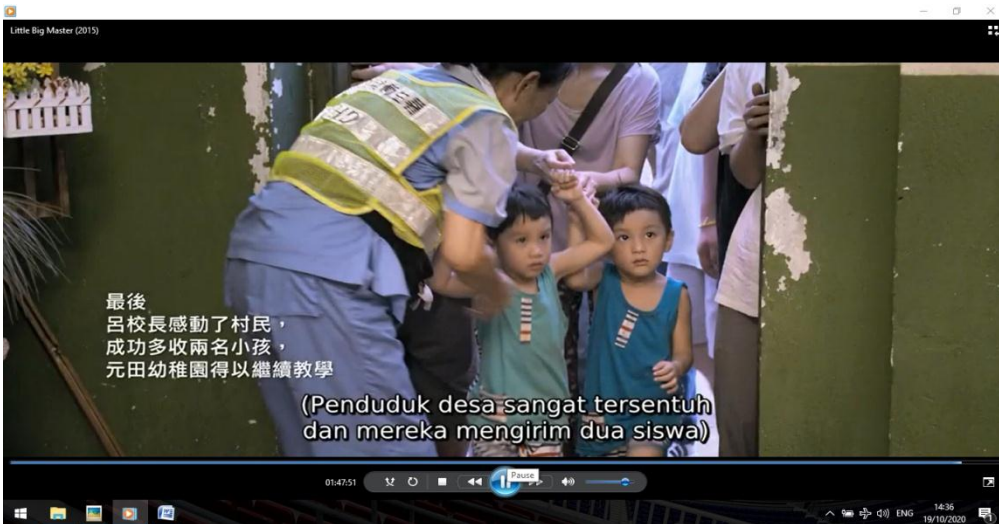 Little Big Master (2015)
最後
呂校長感動了村民，
成功多收兩名小孩，
元田幼稚園得以繼續教學
(Penduduk desa sangat tersentuh
dan mereka mengirim dua siswa)
01:47:51
Pause
ENG
14:36
19/10/2020